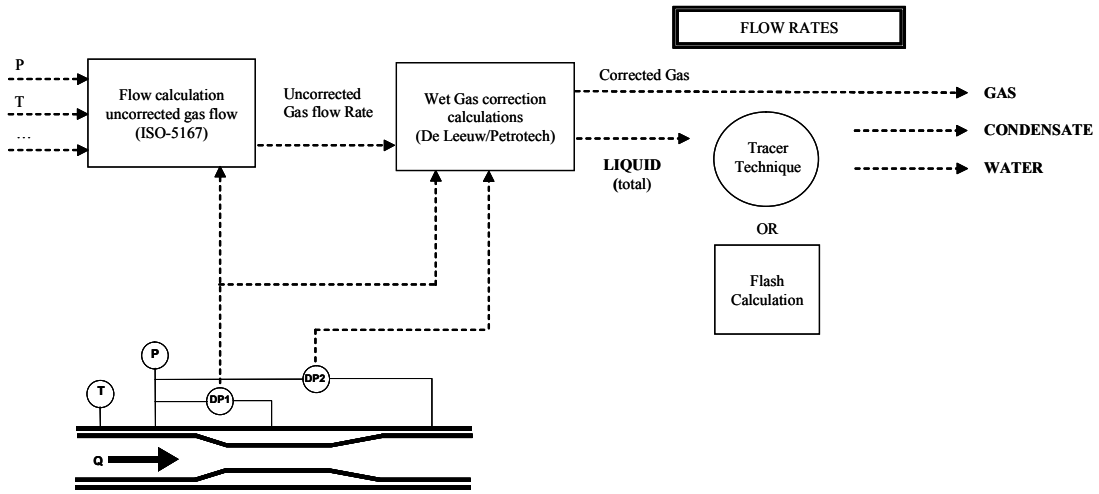 FLOW RATES
P
T
…
Flow calculation
uncorrected gas flow
(ISO-5167)
Uncorrected
Gas flow Rate
Wet Gas correction
calculations
(De Leeuw/Petrotech)
Corrected Gas
LIQUID
(total)
Tracer
Technique
OR
Flash
Calculation
GAS
CONDENSATE
WATER
P
T
DP1
DP2
Q